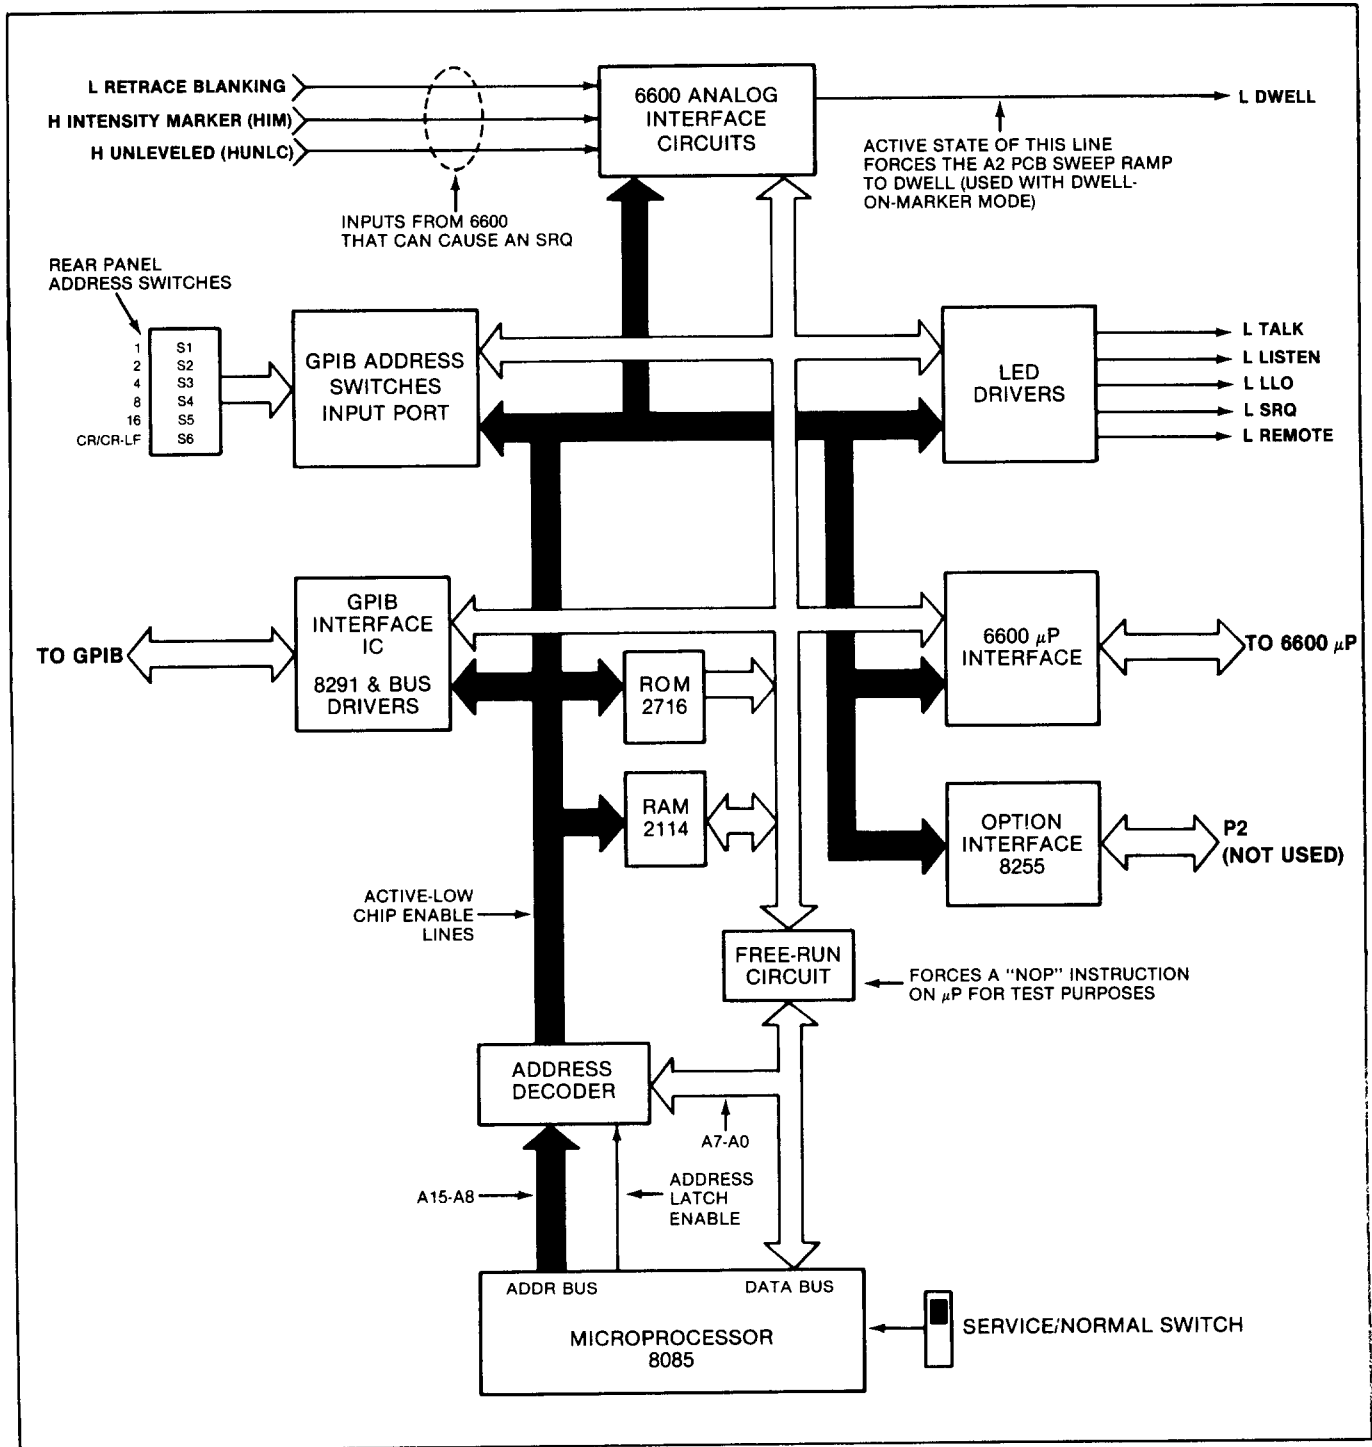 L RETRACE BLANKING
H INTENSITY MARKER (HIM)
H UNLEVELED (HUNLC)
6600 ANALOG
INTERFACE
CIRCUITS
L DWELL
ACTIVE STATE OF THIS LINE
FORCES THE A2 PCB SWEEP RAMP
TO DWELL (USED WITH DWELL-
ON-MARKER MODE)
INPUTS FROM 6600
THAT CAN CAUSE AN SRQ
REAR PANEL
ADDRESS SWITCHES
1 S1
2 S2
4 S3
8 S4
16 S5
CR/CR-LF S6
GPIB ADDRESS
SWITCHES
INPUT PORT
LED
DRIVERS
L TALK
L LISTEN
L LLO
L SRQ
L REMOTE
TO GPIB
GPIB
INTERFACE
IC
8291 & BUS
DRIVERS
ROM
2716
6600 μP
INTERFACE
TO 6600 μP
RAM
2114
OPTION
INTERFACE
8255
P2
(NOT USED)
ACTIVE-LOW
CHIP ENABLE
LINES
FREE-RUN
CIRCUIT
FORCES A "NOP" INSTRUCTION
ON μP FOR TEST PURPOSES
ADDRESS
DECODER
A7-A0
A15-A8
ADDRESS
LATCH
ENABLE
ADDR BUS
DATA BUS
MICROPROCESSOR
8085
SERVICE/NORMAL SWITCH